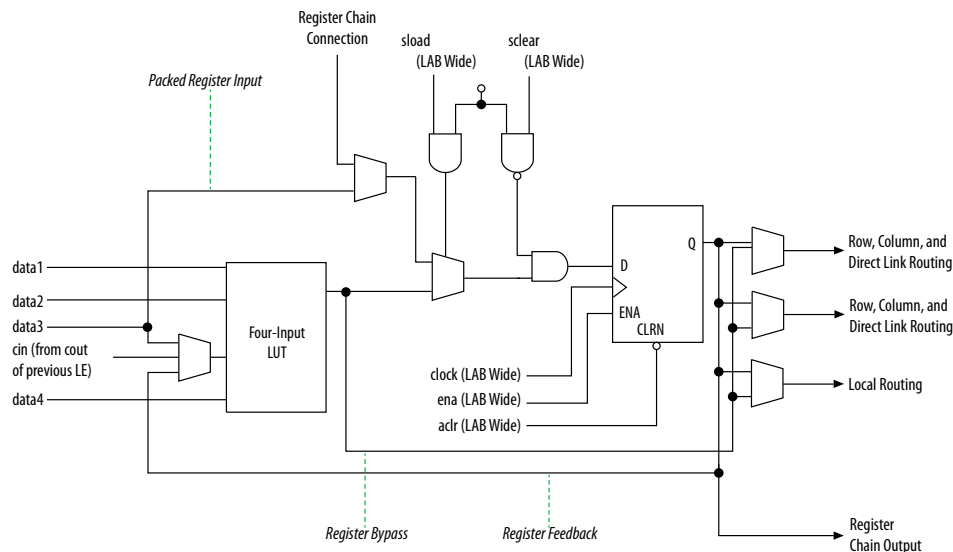 Register Chain
Connection
sload
(LAB Wide)
sclear
(LAB Wide)
Packed Register Input
data1
data2
data3
cin (from cout
of previous LE)
data4
Four-Input
LUT
D
Q
ENA
CLRN
clock (LAB Wide)
ena (LAB Wide)
aclr (LAB Wide)
Row, Column, and
Direct Link Routing
Row, Column, and
Direct Link Routing
Local Routing
Register Bypass
Register Feedback
Register
Chain Output